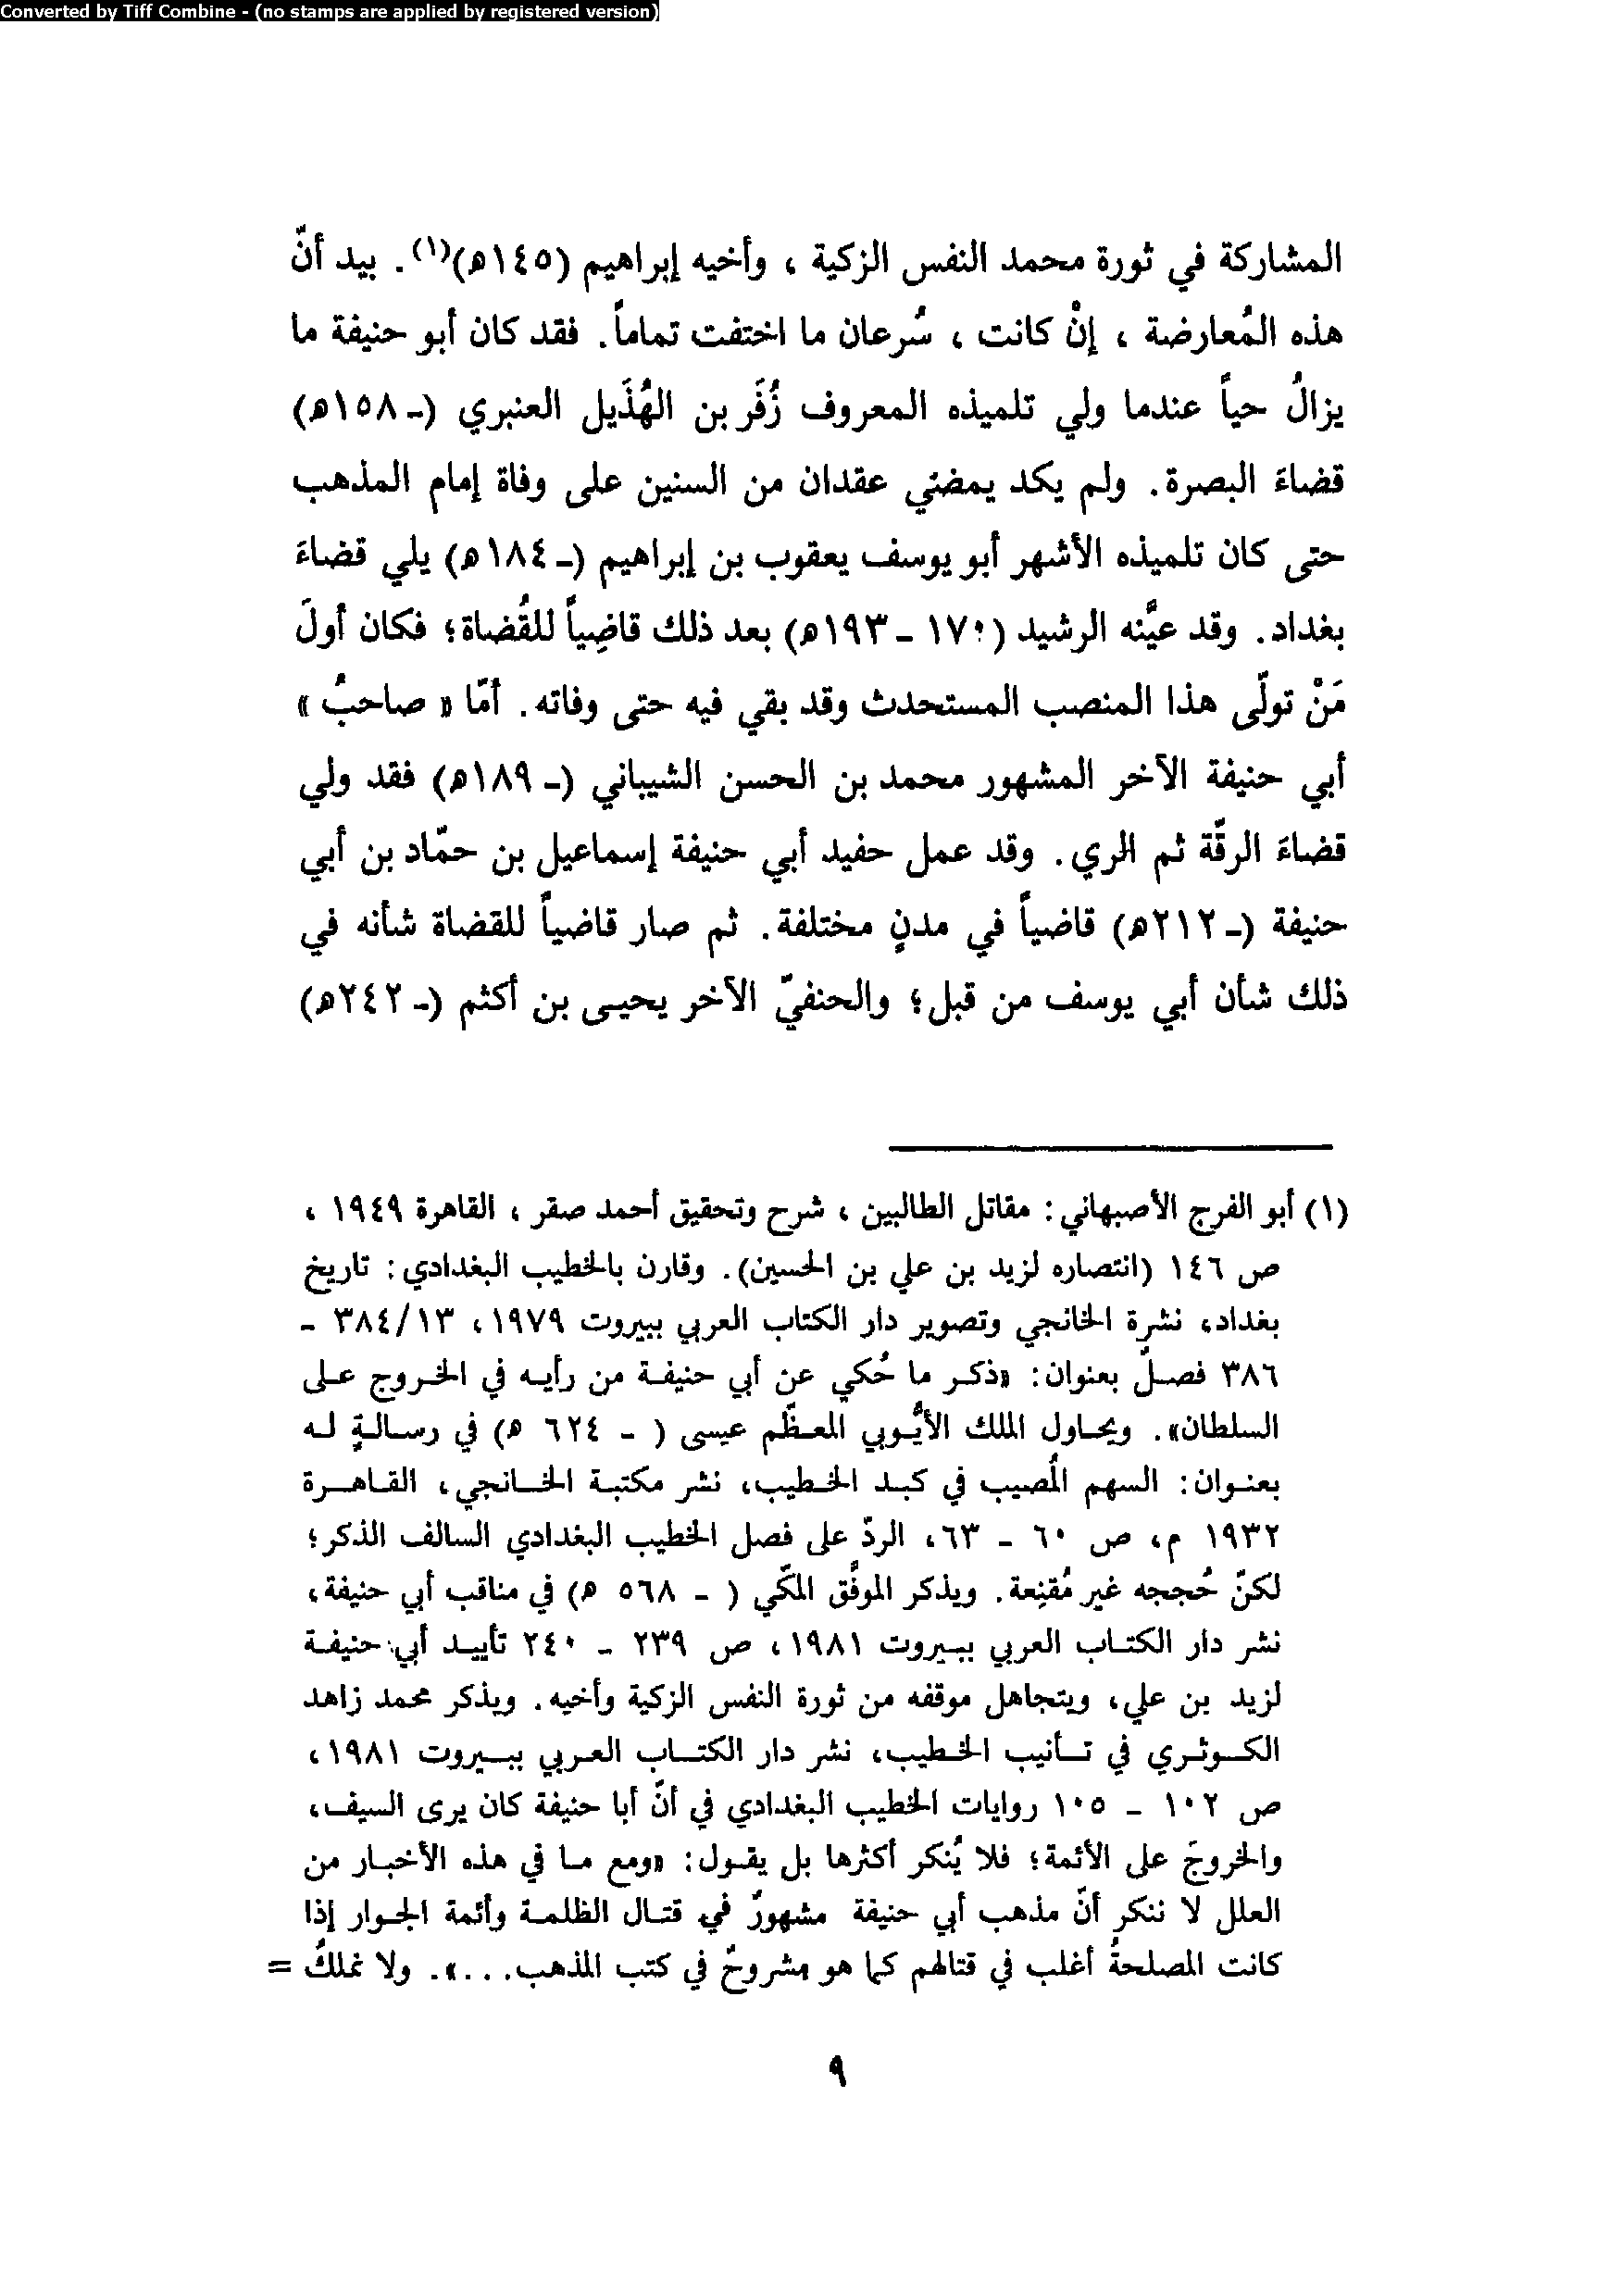 Converted by Tiff Combine - (no stamps are applied by registered version)
المشاركة في ثورة محمد النفس الزكية ، وأخيه إبراهيم (١٤٥هـ)(١). بيد أنّ
هذه المُعارضة ، إنْ كانت ، سُرعان ما اختفت تماماً. فقد كان أبو حنيفة ما
يزالُ حياً عندما ولي تلميذه المعروف زُفَر بن الهُذَيل العنبري (ـ ١٥٨هـ)
قضاءَ البصرة. ولم يكد يمضي عقدان من السنين على وفاة إمام المذهب
حتى كان تلميذه الأشهر أبو يوسف يعقوب بن إبراهيم (ـ ١٨٤هـ) يلي قضاءَ
بغداد. وقد عيَّنه الرشيد (١٧٠ ـ ١٩٣هـ) بعد ذلك قاضِياً للقُضاة؛ فكان أولَ
مَنْ تولّى هذا المنصب المستحدث وقد بقي فيه حتى وفاته. أمّا « صاحبُ »
أبي حنيفة الآخر المشهور محمد بن الحسن الشيباني (ـ ١٨٩هـ) فقد ولي
قضاءَ الرقّة ثم الري. وقد عمل حفيد أبي حنيفة إسماعيل بن حمّاد بن أبي
حنيفة (ـ ٢١٢هـ) قاضياً في مدنٍ مختلفة. ثم صار قاضياً للقضاة شأنه في
ذلك شأن أبي يوسف من قبل؛ والحنفيّ الآخر يحيى بن أكثم (ـ ٢٤٢هـ)
(١) أبو الفرج الأصبهاني: مقاتل الطالبين ، شرح وتحقيق أحمد صقر ، القاهرة ١٩٤٩ ،
ص ١٤٦ (انتصاره لزيد بن علي بن الحسين). وقارن بالخطيب البغدادي: تاريخ
بغداد، نشرة الخانجي وتصوير دار الكتاب العربي ببيروت ١٩٧٩، ٣٨٤/١٣ ـ
٣٨٦ فصلٌ بعنوان: «ذكر ما حُكي عن أبي حنيفة من رأيه في الخروج على
السلطان». ويحاول الملك الأيُّوبي المعظّم عيسى ( ـ ٦٢٤ هـ) في رسالةٍ له
بعنوان: السهم المُصيب في كبد الخطيب، نشر مكتبة الخانجي، القاهرة
١٩٣٢ م، ص ٦٠ ـ ٦٣، الردّ على فصل الخطيب البغدادي السالف الذكر؛
لكنّ حُججه غير مُقنِعة. ويذكر الموفَّق المكّي ( ـ ٥٦٨ هـ) في مناقب أبي حنيفة،
نشر دار الكتاب العربي ببيروت ١٩٨١، ص ٢٣٩ ـ ٢٤٠ تأييد أبي حنيفة
لزيد بن علي، ويتجاهل موقفه من ثورة النفس الزكية وأخيه. ويذكر محمد زاهد
الكوثري في تأنيب الخطيب، نشر دار الكتاب العربي ببيروت ١٩٨١،
ص ١٠٢ ـ ١٠٥ روايات الخطيب البغدادي في أنّ أبا حنيفة كان يرى السيف،
والخروجَ على الأئمة؛ فلا يُنكر أكثرها بل يقول: «ومع ما في هذه الأخبار من
العلل لا ننكر أنّ مذهب أبي حنيفة مشهورٌ في قتال الظلمة وأئمة الجوار إذا
كانت المصلحةُ أغلب في قتالهم كما هو مشروحٌ في كتب المذهب...». ولا نملكُ =
٩